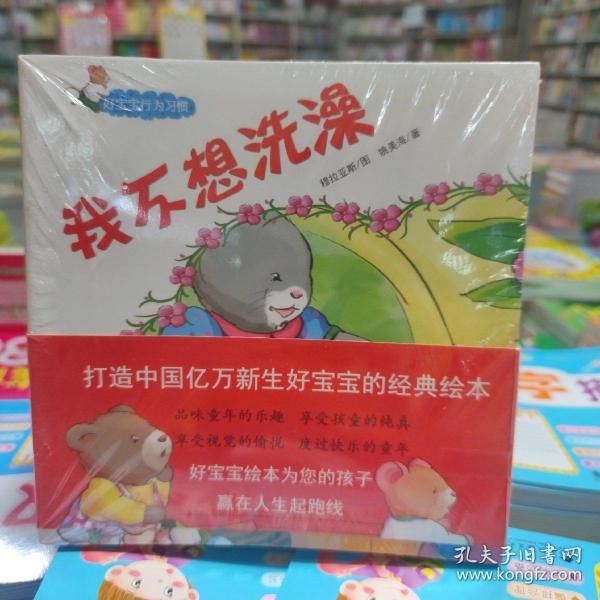 好宝宝行为习惯
我不想洗澡
穆拉亚斯/图 姚美海/著
打造中国亿万新生好宝宝的经典绘本
品味童年的乐趣 享受孩童的纯真
享受视觉的愉悦 度过快乐的童年
好宝宝绘本为您的孩子
赢在人生起跑线
孔夫子旧书网
www.kongfz.com